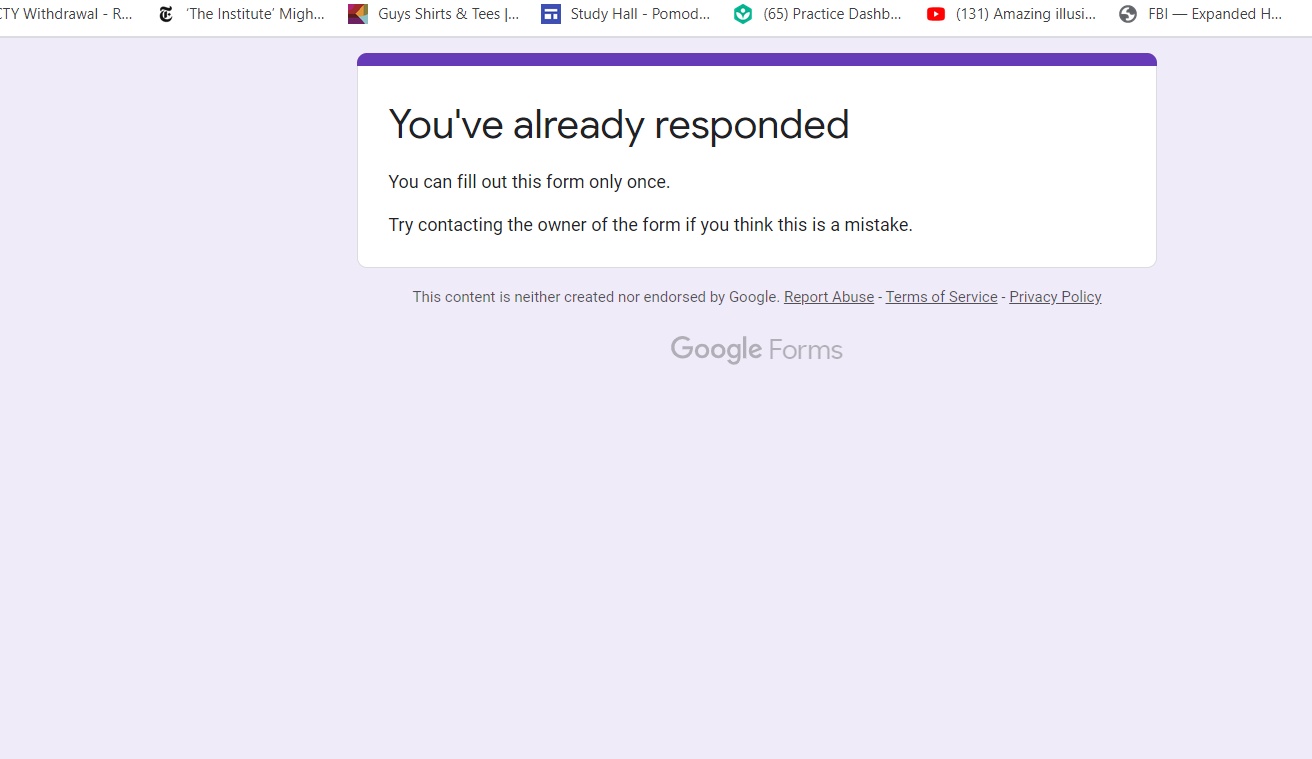 CTY Withdrawal - R... 'The Institute' Migh... Guys Shirts & Tees |... Study Hall - Pomod... (65) Practice Dashb... (131) Amazing illusi... FBI — Expanded H...
You've already responded
You can fill out this form only once.
Try contacting the owner of the form if you think this is a mistake.
This content is neither created nor endorsed by Google. Report Abuse - Terms of Service - Privacy Policy
Google Forms